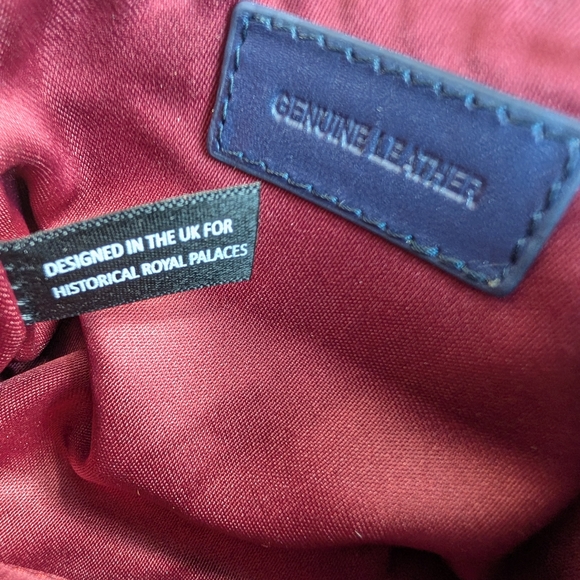 GENUINE LEATHER
DESIGNED IN THE UK FOR
HISTORICAL ROYAL PALACES